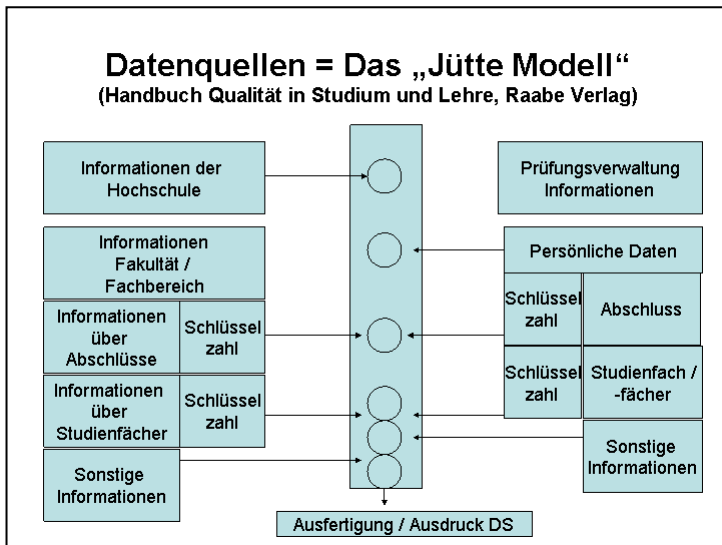 Datenquellen = Das „Jütte Modell“
(Handbuch Qualität in Studium und Lehre, Raabe Verlag)
Informationen der
Hochschule
Prüfungsverwaltung
Informationen
Informationen
Fakultät /
Fachbereich
Persönliche Daten
Informationen
über
Abschlüsse
Schlüssel
zahl
Schlüssel
zahl
Abschluss
Informationen
über
Studienfächer
Schlüssel
zahl
Schlüssel
zahl
Studienfach /
-fächer
Sonstige
Informationen
Sonstige
Informationen
Ausfertigung / Ausdruck DS